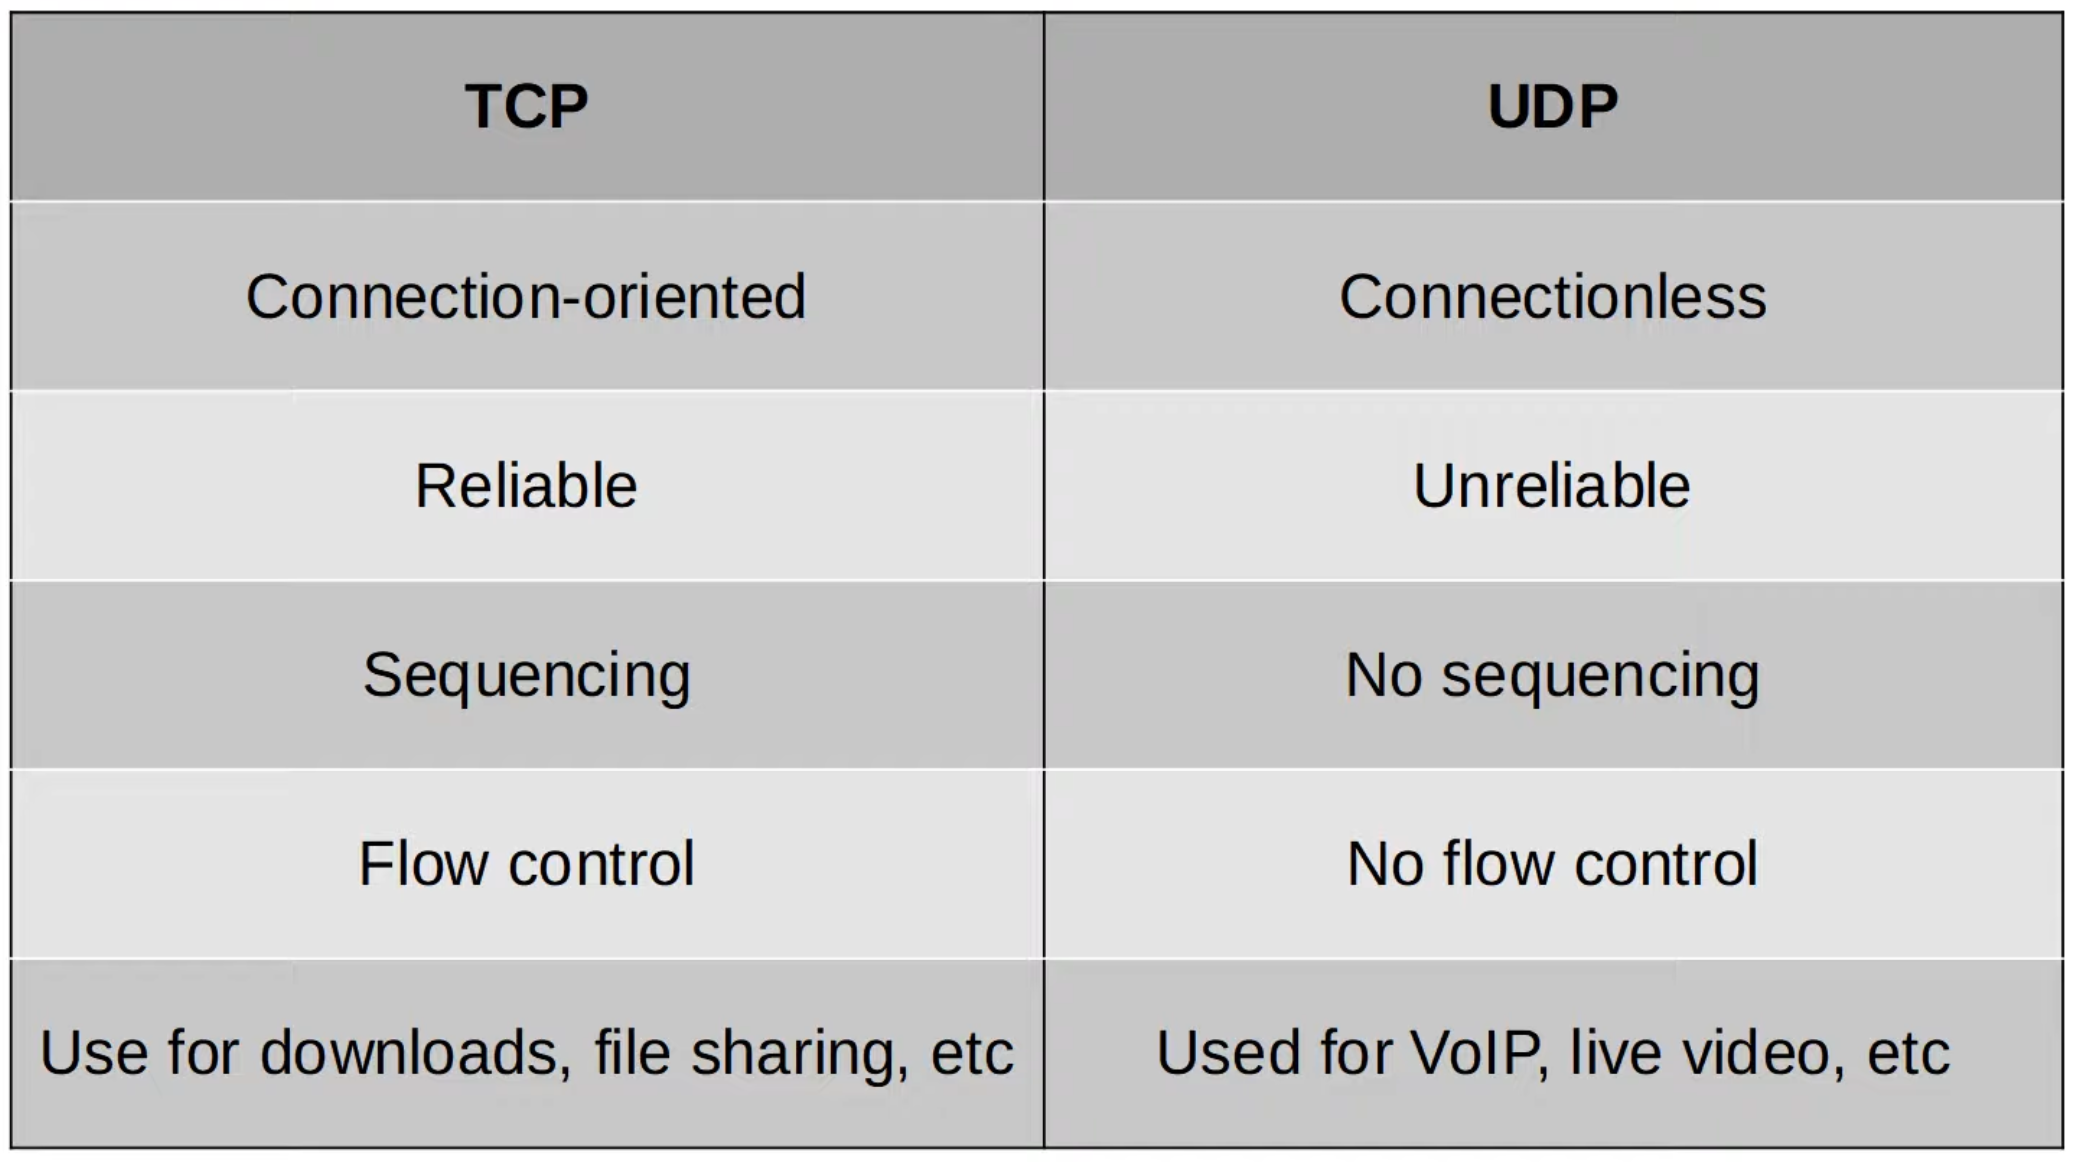 TCP
UDP
Connection-oriented
Connectionless
Reliable
Unreliable
Sequencing
No sequencing
Flow control
No flow control
Use for downloads, file sharing, etc
Used for VoIP, live video, etc